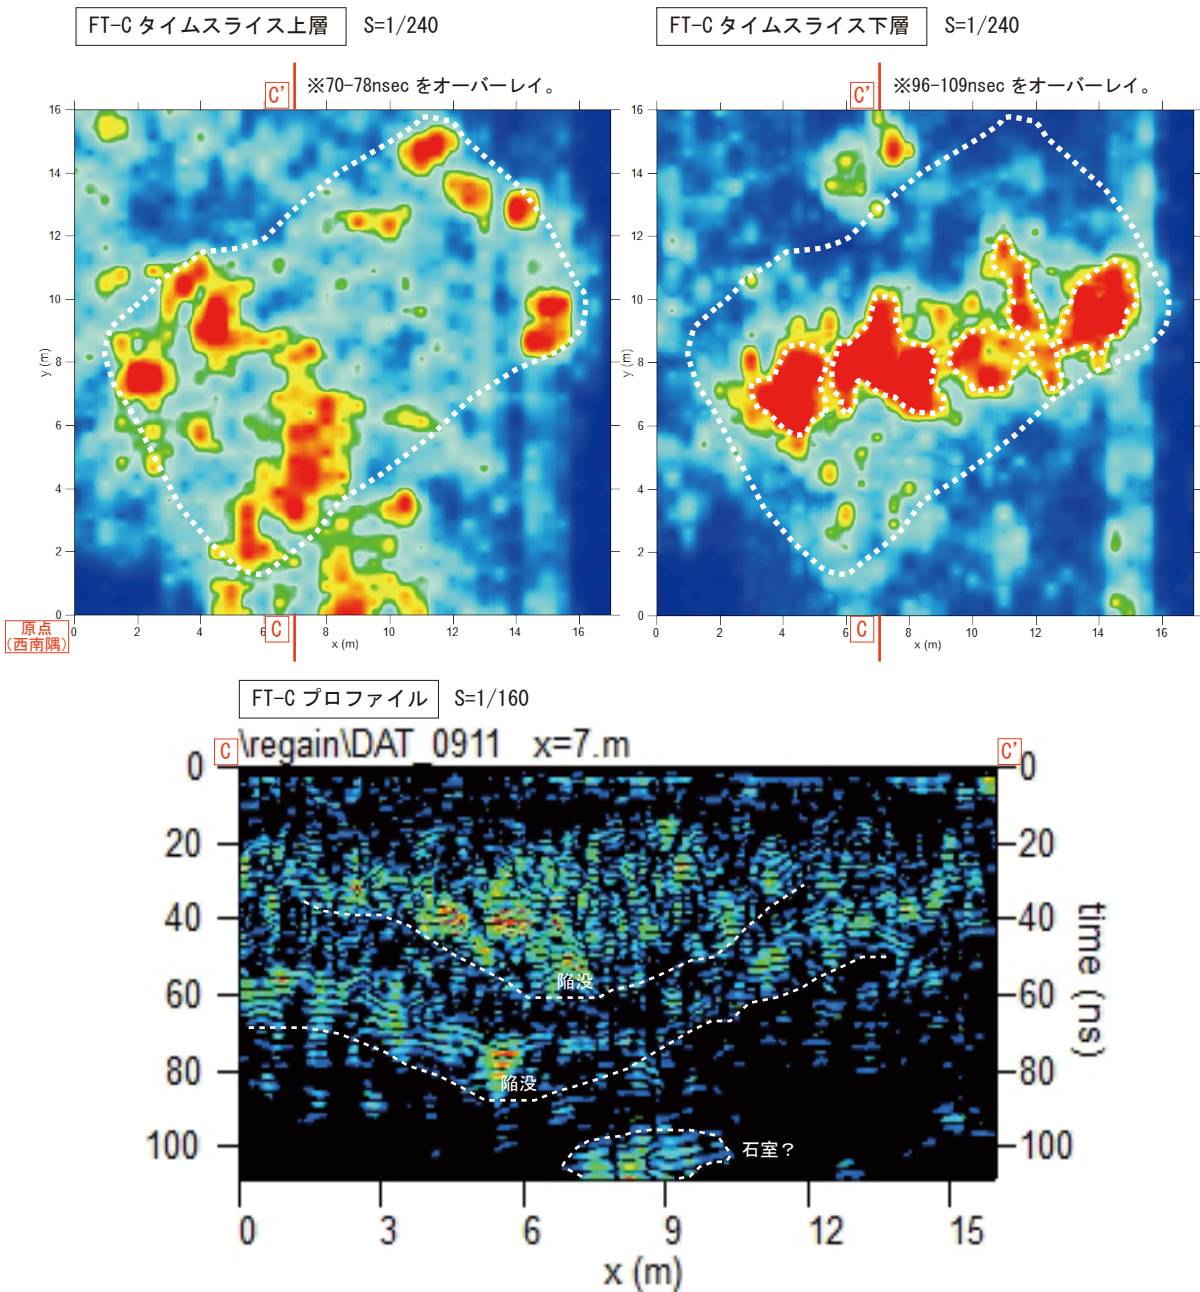 FT-C タイムスライス上層 S=1/240
FT-C タイムスライス下層 S=1/240
C’ ※70-78nsec をオーバーレイ。
C’ ※96-109nsec をオーバーレイ。
16
14
12
10
8
6
4
2
0
y (m)
0 2 4 6 8 10 12 14 16
x (m)
C
原点
(西南隅)
16
14
12
10
8
6
4
2
0
y (m)
0 2 4 6 8 10 12 14 16
x (m)
C
FT-C プロファイル S=1/160
C \regain\DAT_0911 x=7.m C’
0
20
40
60
80
100
陥没
陥没
石室？
0
20
40
60
80
100
time (ns)
0 3 6 9 12 15
x (m)